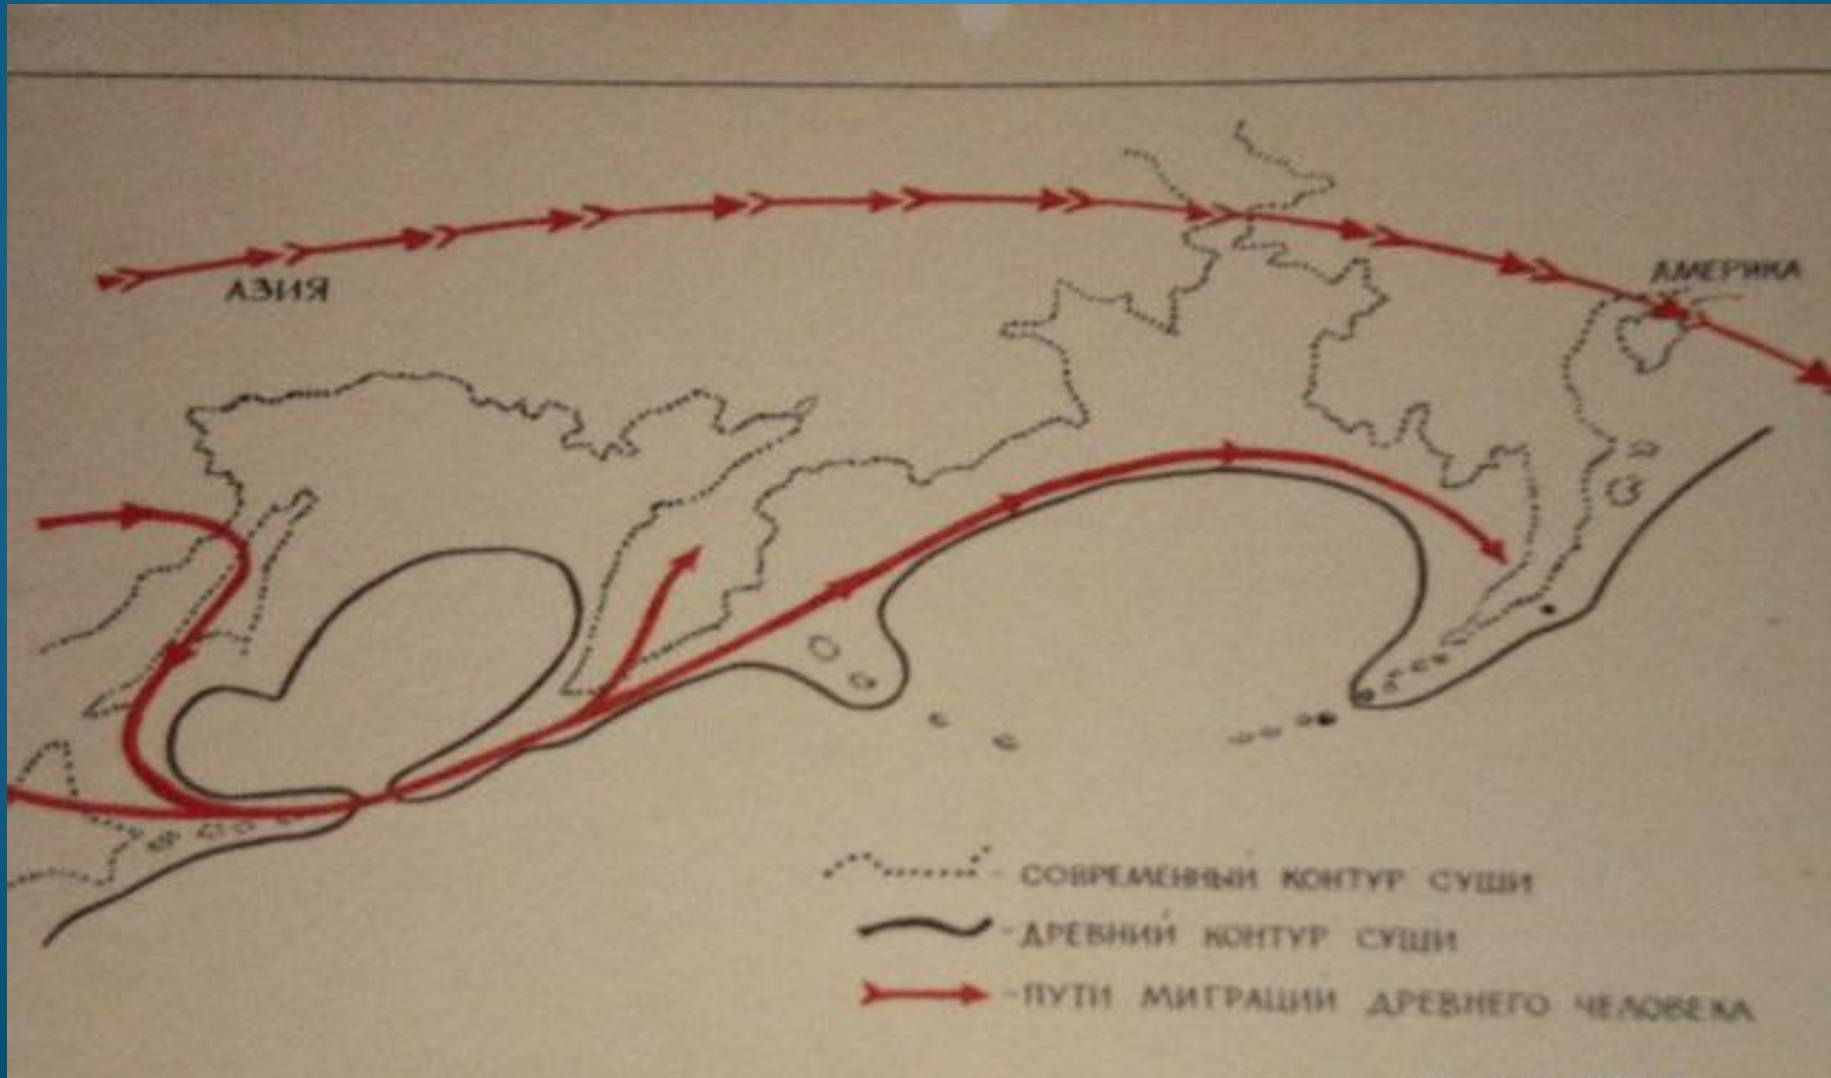 АЗИЯ
АМЕРИКА
- СОВРЕМЕННЫЙ КОНТУР СУШИ
- ДРЕВНИЙ КОНТУР СУШИ
- ПУТИ МИГРАЦИИ ДРЕВНЕГО ЧЕЛОВЕКА